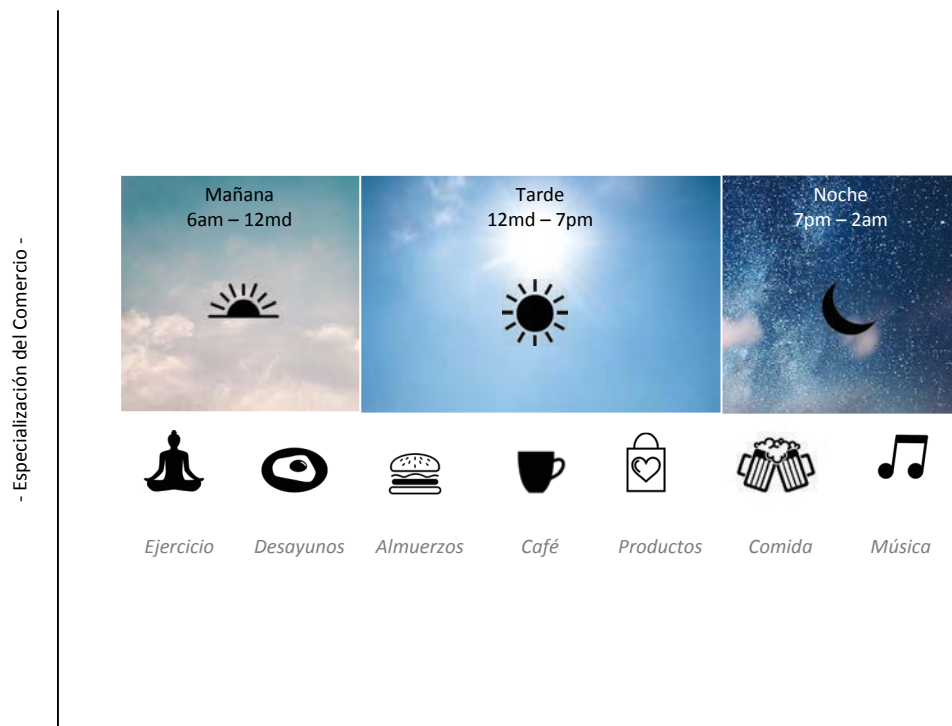 - Especialización del Comercio -
Mañana
6am – 12md
Tarde
12md – 7pm
Noche
7pm – 2am
Ejercicio
Desayunos
Almuerzos
Café
Productos
Comida
Música